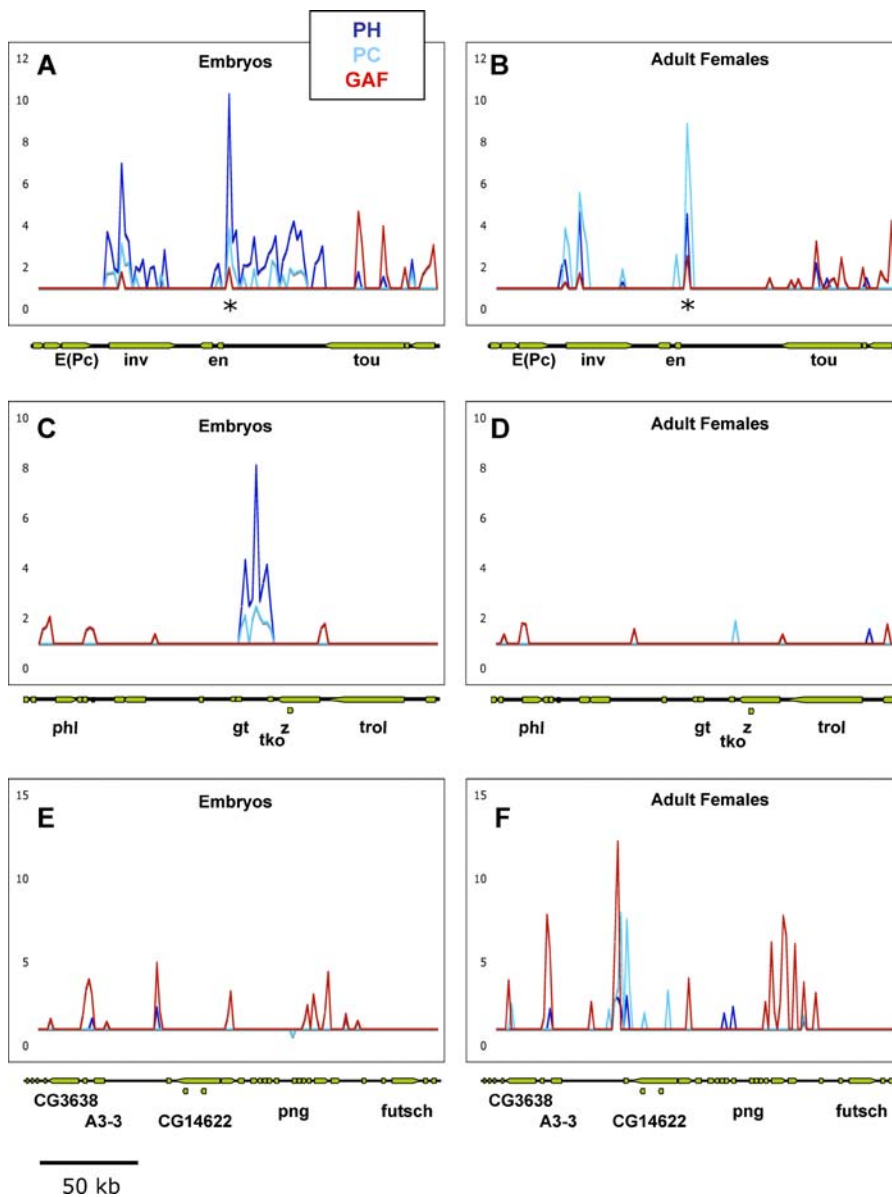 PH
PC
GAF
A
Embryos
12
10
8
6
4
2
0
*
E(Pc) inv en tou
B
Adult Females
12
10
8
6
4
2
0
*
E(Pc) inv en tou
C
Embryos
10
8
6
4
2
0
phl gt z trol
tko
D
Adult Females
10
8
6
4
2
0
phl gt z trol
tko
E
Embryos
15
10
5
0
CG3638 png futsch
A3-3 CG14622
F
Adult Females
15
10
5
0
CG3638 png futsch
A3-3 CG14622
50 kb